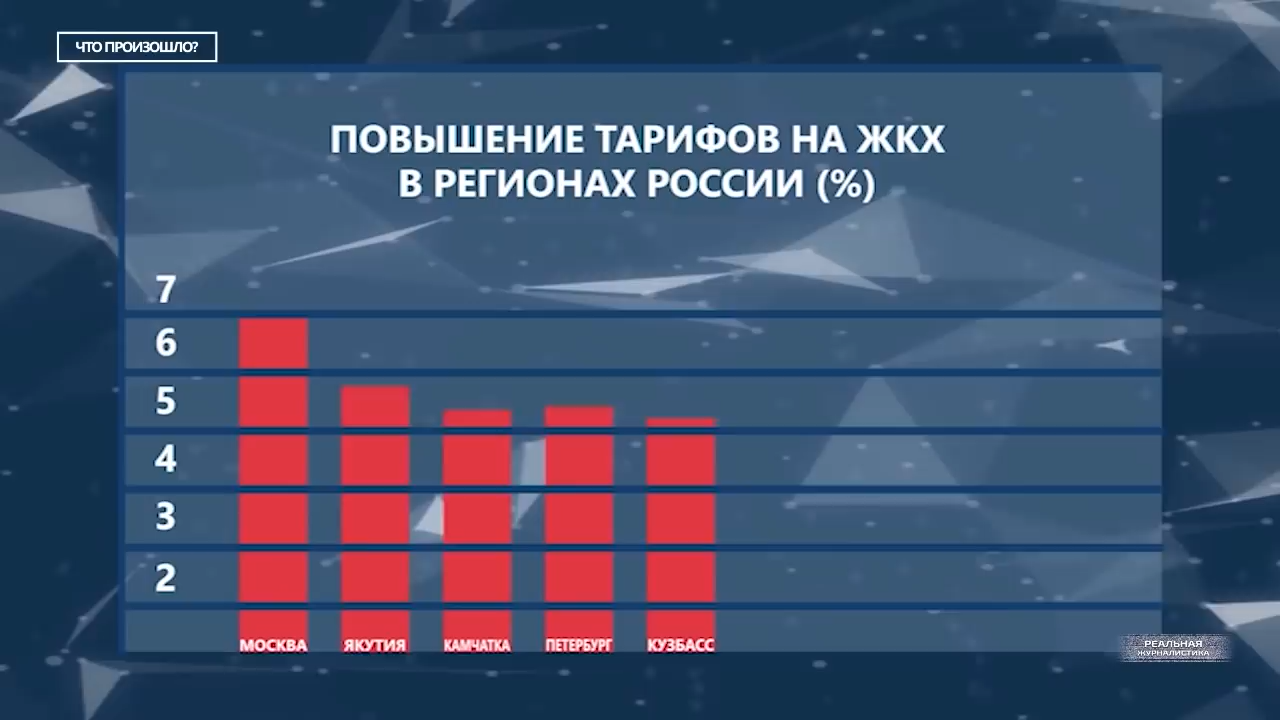 ЧТО ПРОИЗОШЛО?
ПОВЫШЕНИЕ ТАРИФОВ НА ЖКХ
В РЕГИОНАХ РОССИИ (%)
7
6
5
4
3
2
МОСКВА ЯКУТИЯ КАМЧАТКА ПЕТЕРБУРГ КУЗБАСС
РЕАЛЬНАЯ
ЖУРНАЛИСТИКА